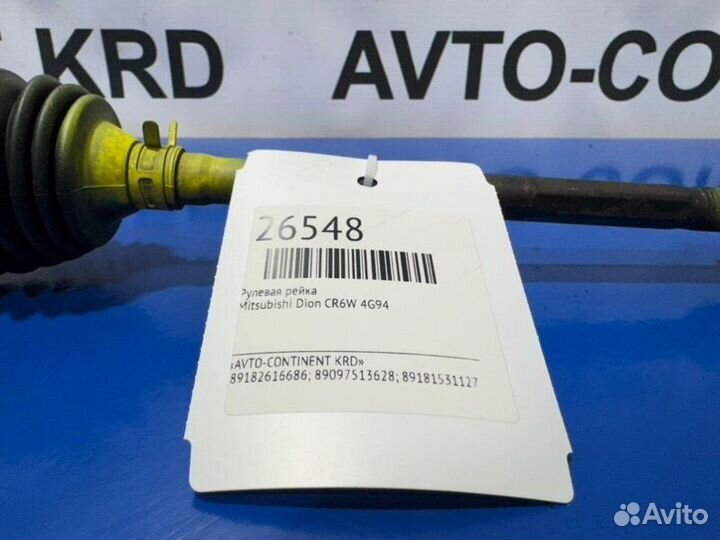 KRD
AVTO-CO
26548
Рулевая рейка
Mitsubishi Dion CR6W 4G94
«AVTO-CONTINENT KRD»
89182616686; 89097513628; 89181531127
Avito